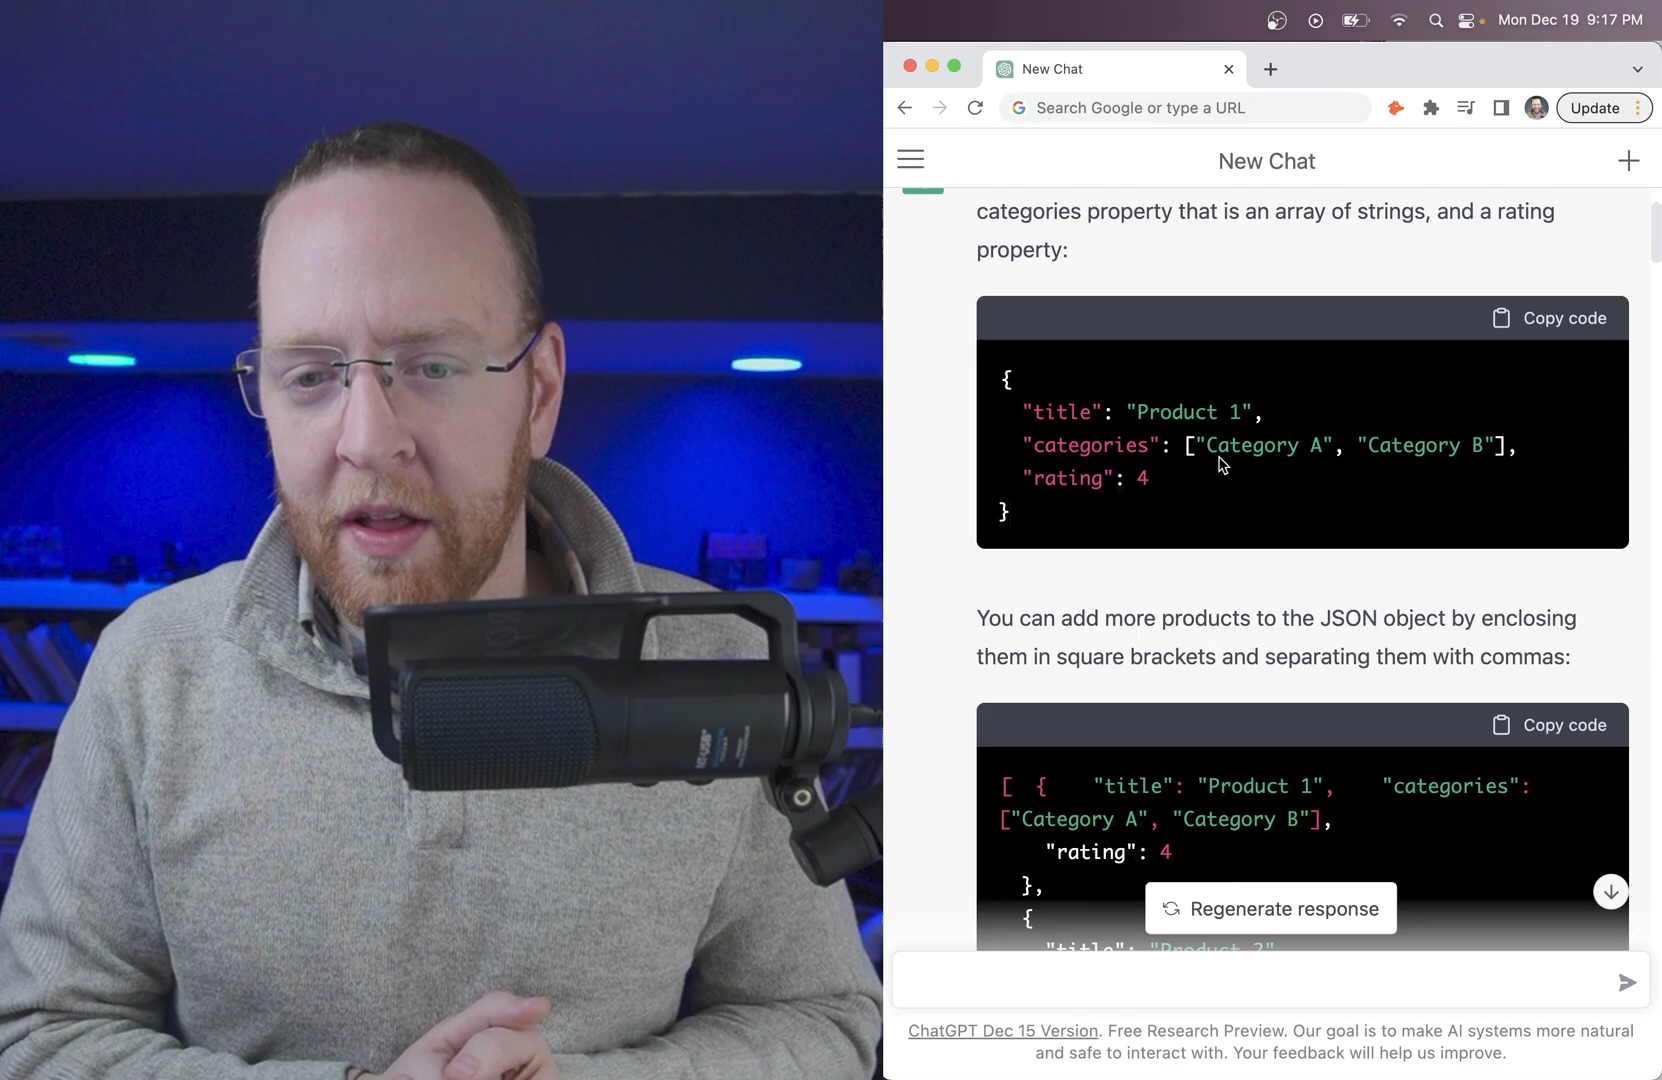 Mon Dec 19 9:17 PM
New Chat
Search Google or type a URL
Update
New Chat
categories property that is an array of strings, and a rating
property:
Copy code
{
"title": "Product 1",
"categories": ["Category A", "Category B"],
"rating": 4
}
You can add more products to the JSON object by enclosing
them in square brackets and separating them with commas:
Copy code
[ { "title": "Product 1", "categories":
["Category A", "Category B"],
"rating": 4
},
{
"title": "Product 2"
Regenerate response
ChatGPT Dec 15 Version. Free Research Preview. Our goal is to make AI systems more natural
and safe to interact with. Your feedback will help us improve.
NT-USB+